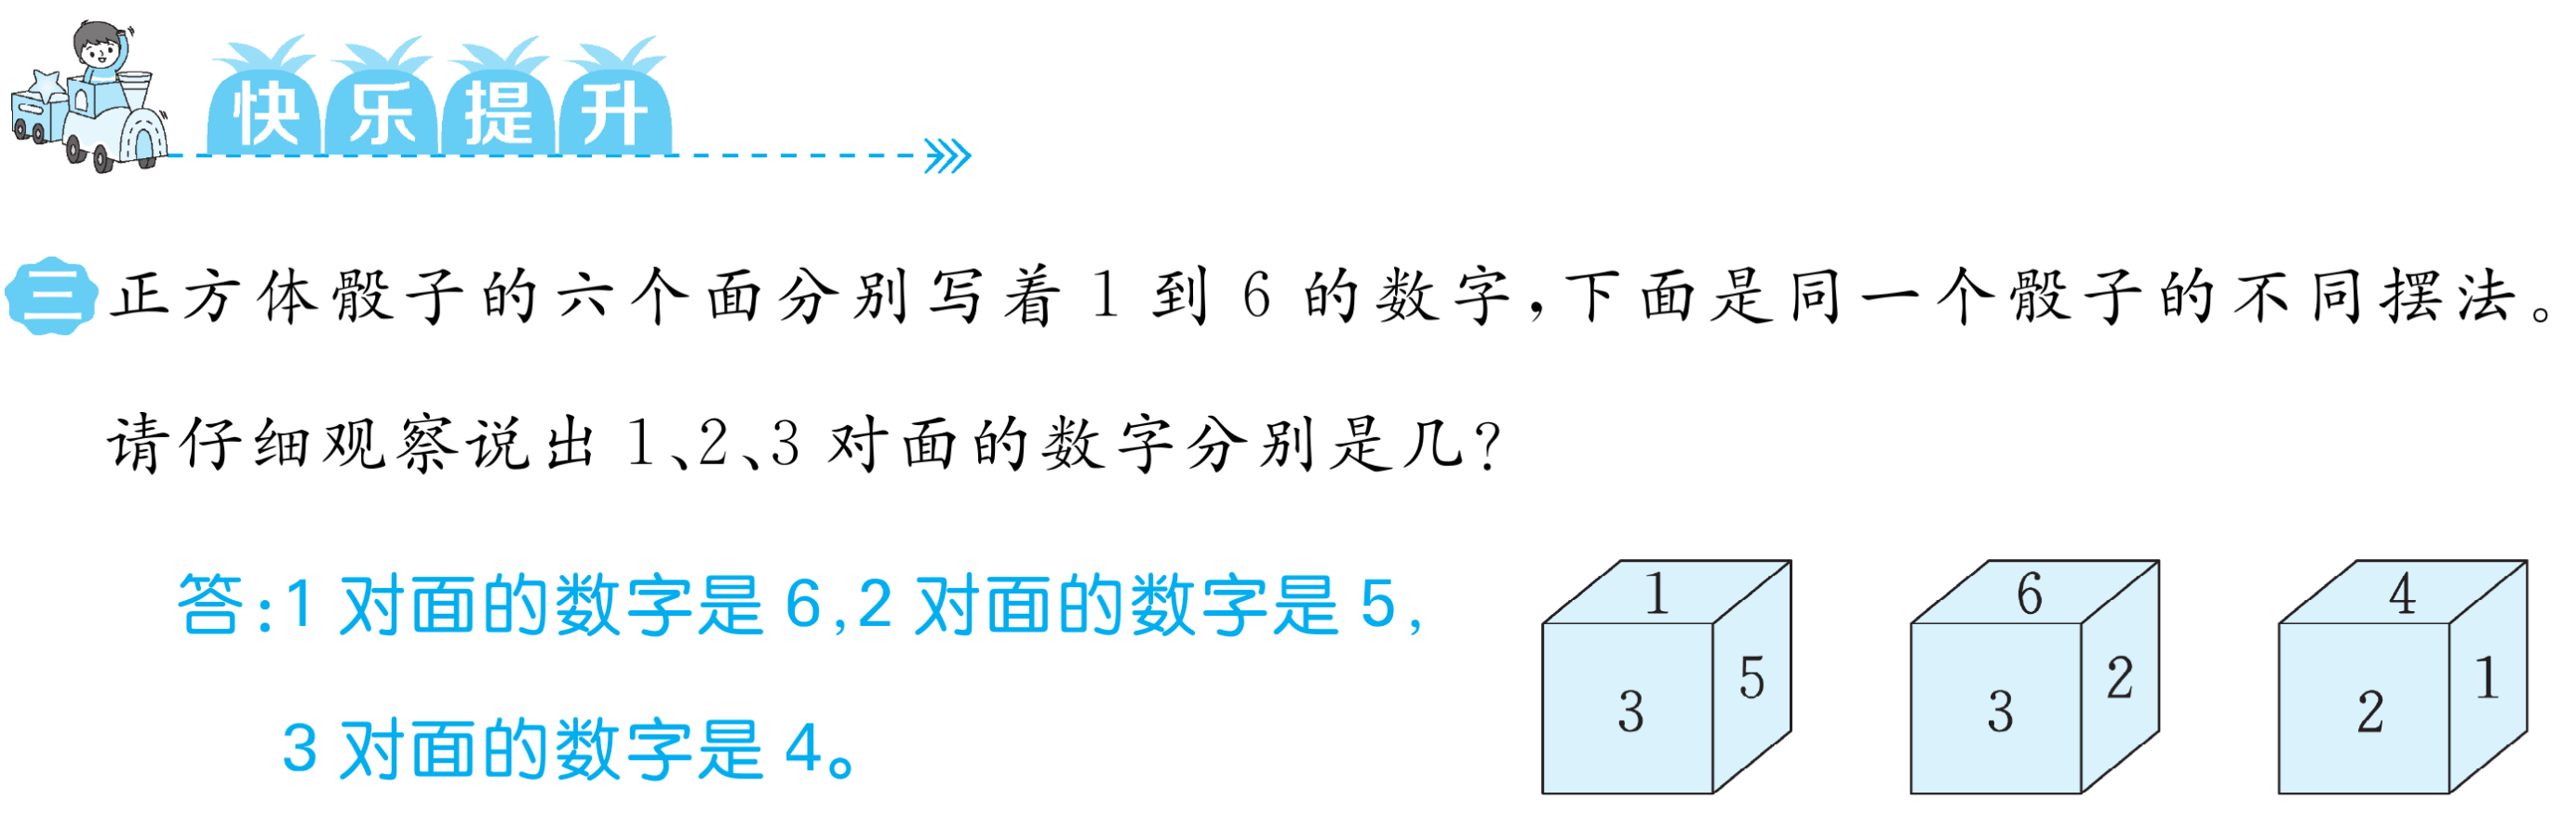 快乐提升
三 正方体骰子的六个面分别写着 1 到 6 的数字,下面是同一个骰子的不同摆法。
请仔细观察说出 1、2、3 对面的数字分别是几?
答:1 对面的数字是 6,2 对面的数字是 5,
3 对面的数字是 4。
1 3 5
6 3 2
4 2 1